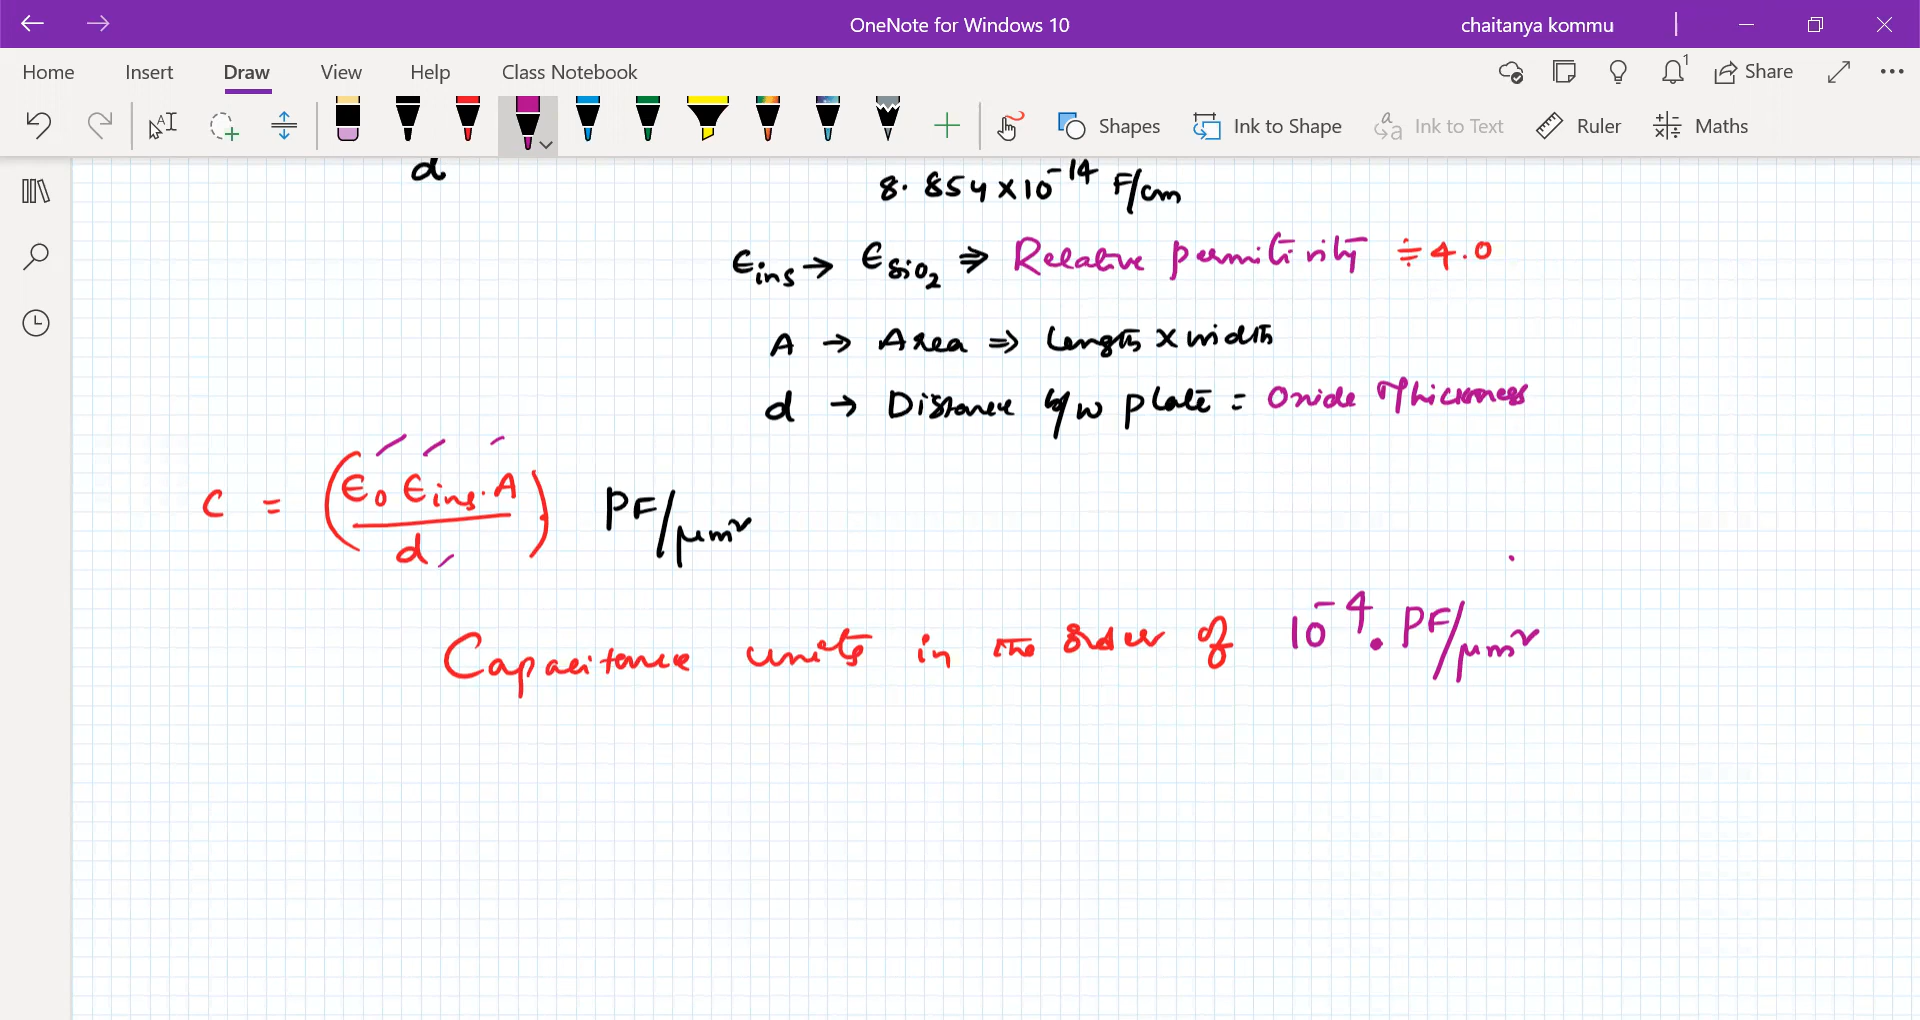 OneNote for Windows 10
chaitanya kommu
Home Insert Draw View Help Class Notebook
1 Share
Shapes Ink to Shape Ink to Text Ruler Maths
d
8.854×10⁻¹⁴ F/cm
ϵins → ϵSiO₂ ⇒ Relative permitivity ≑ 4.0
A → Area ⇒ Length × width
d → Distance b/w plate = Oxide Thickness
C = (ϵ₀ ϵins. A / d) PF/μm²
Capacitance units in the order of 10⁻⁴. PF/μm²